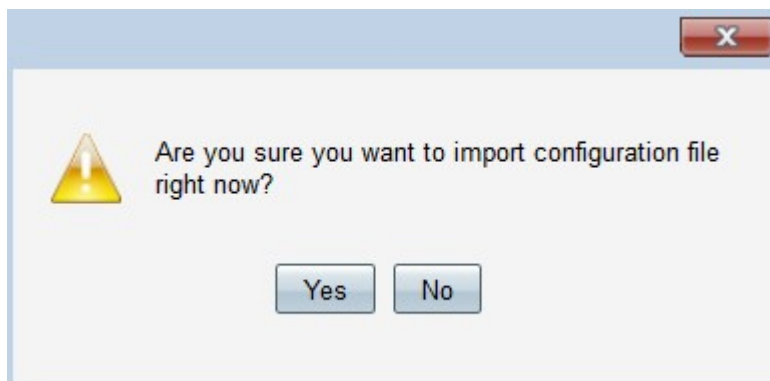 Are you sure you want to import configuration file
right now?
Yes No